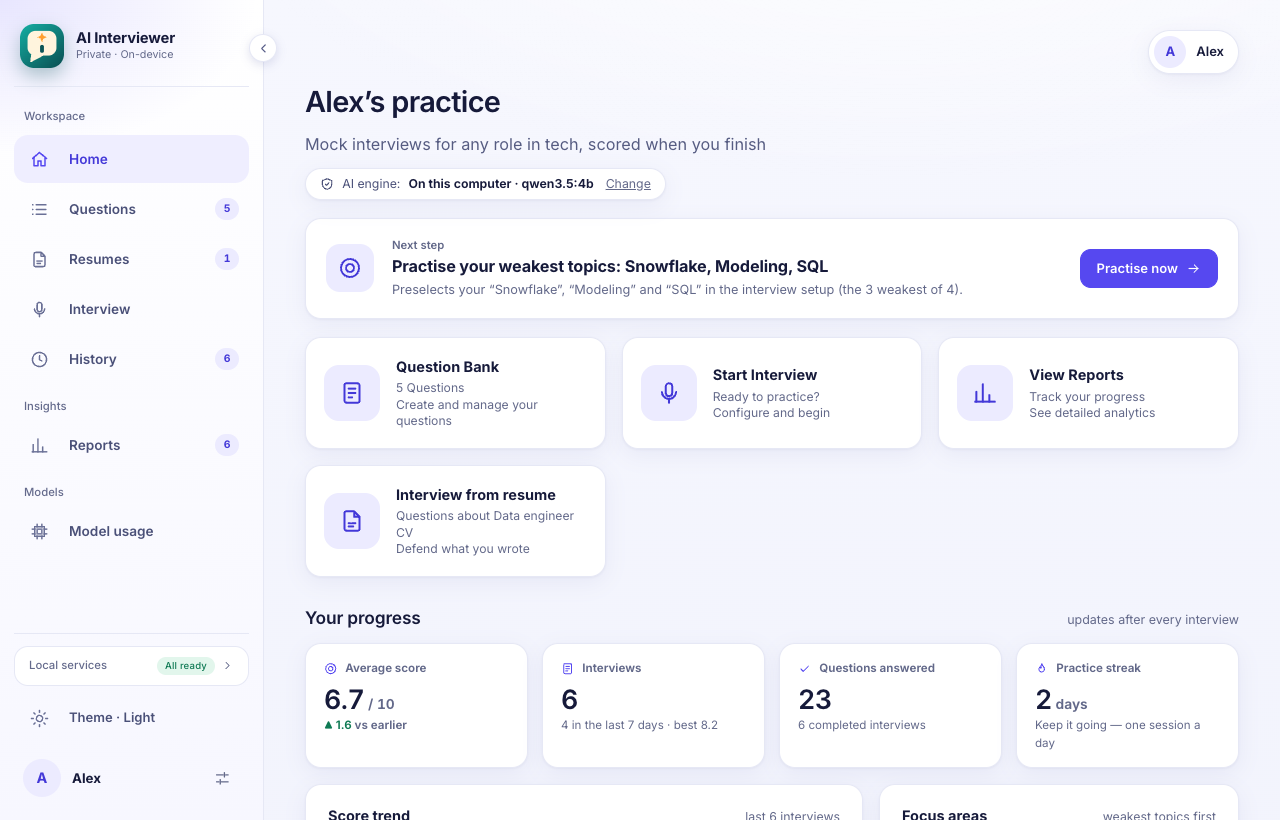 AI Interviewer
Private · On-device
Workspace
Home
Questions 5
Resumes 1
Interview
History 6
Insights
Reports 6
Models
Model usage
Local services All ready
Theme · Light
A Alex
A Alex
Alex’s practice
Mock interviews for any role in tech, scored when you finish
AI engine: On this computer · qwen3.5:4b Change
Next step
Practise your weakest topics: Snowflake, Modeling, SQL
Preselects your “Snowflake”, “Modeling” and “SQL” in the interview setup (the 3 weakest of 4).
Practise now
Question Bank
5 Questions
Create and manage your
questions
Start Interview
Ready to practice?
Configure and begin
View Reports
Track your progress
See detailed analytics
Interview from resume
Questions about Data engineer
CV
Defend what you wrote
Your progress
updates after every interview
Average score
6.7 / 10
▲ 1.6 vs earlier
Interviews
6
4 in the last 7 days · best 8.2
Questions answered
23
6 completed interviews
Practice streak
2 days
Keep it going — one session a
day
Score trend
last 6 interviews
Focus areas
weakest topics first